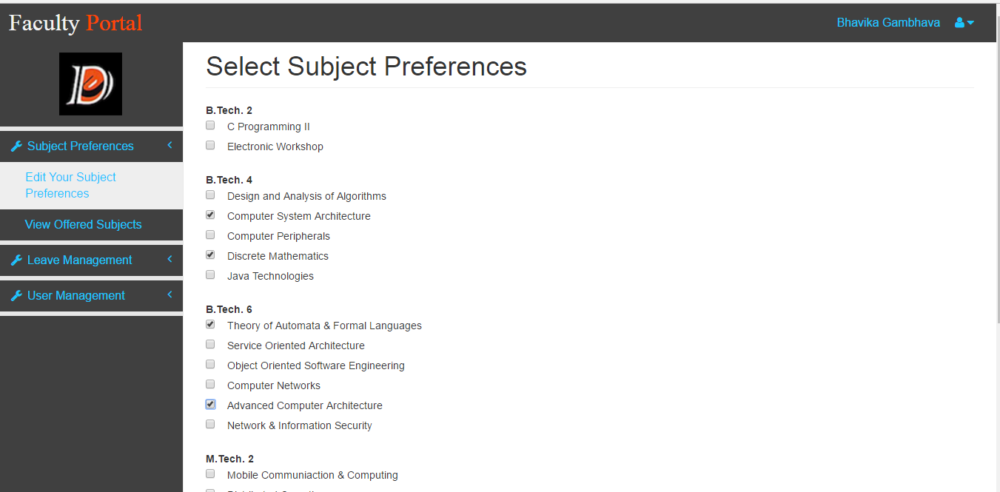 Faculty Portal
Bhavika Gambhava
Subject Preferences
Edit Your Subject
Preferences
View Offered Subjects
Leave Management
User Management
Select Subject Preferences
B.Tech. 2
C Programming II
Electronic Workshop
B.Tech. 4
Design and Analysis of Algorithms
Computer System Architecture
Computer Peripherals
Discrete Mathematics
Java Technologies
B.Tech. 6
Theory of Automata & Formal Languages
Service Oriented Architecture
Object Oriented Software Engineering
Computer Networks
Advanced Computer Architecture
Network & Information Security
M.Tech. 2
Mobile Communiaction & Computing